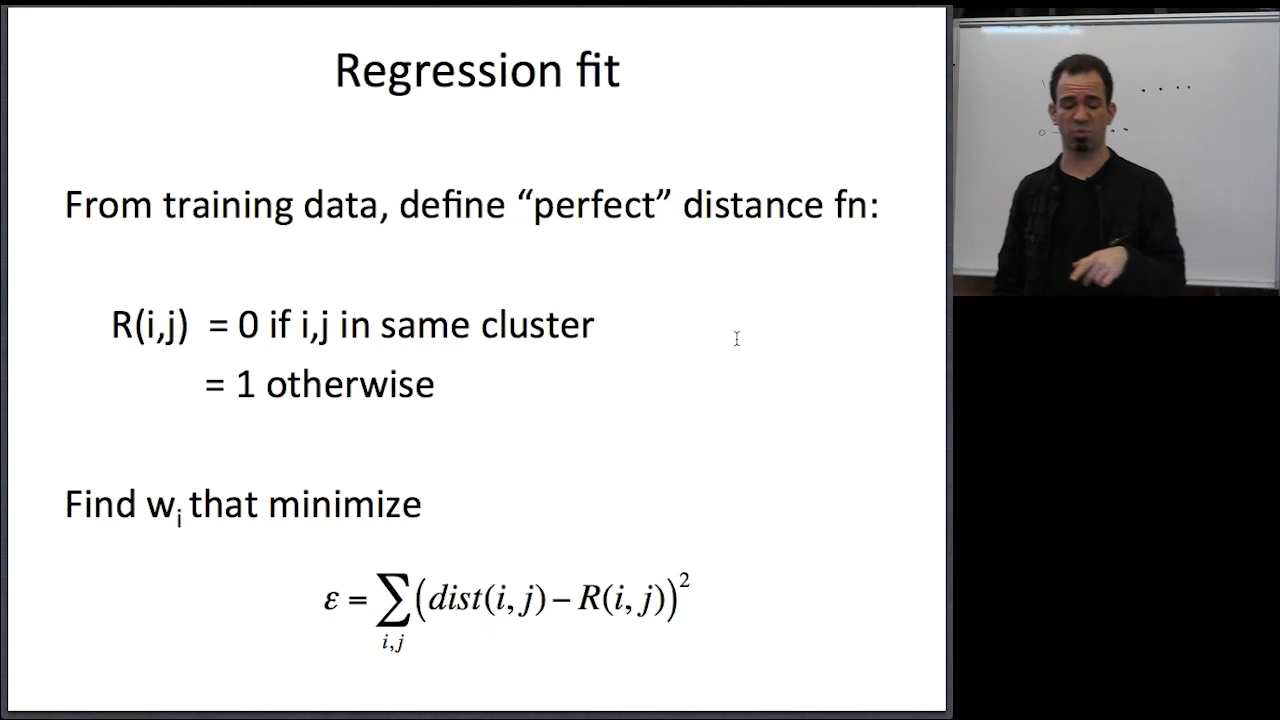 Regression fit
From training data, define “perfect” distance fn:
R(i,j) = 0 if i,j in same cluster
= 1 otherwise
Find wᵢ that minimize
ε = ∑ᵢ,ⱼ (dist(i, j) – R(i, j))²